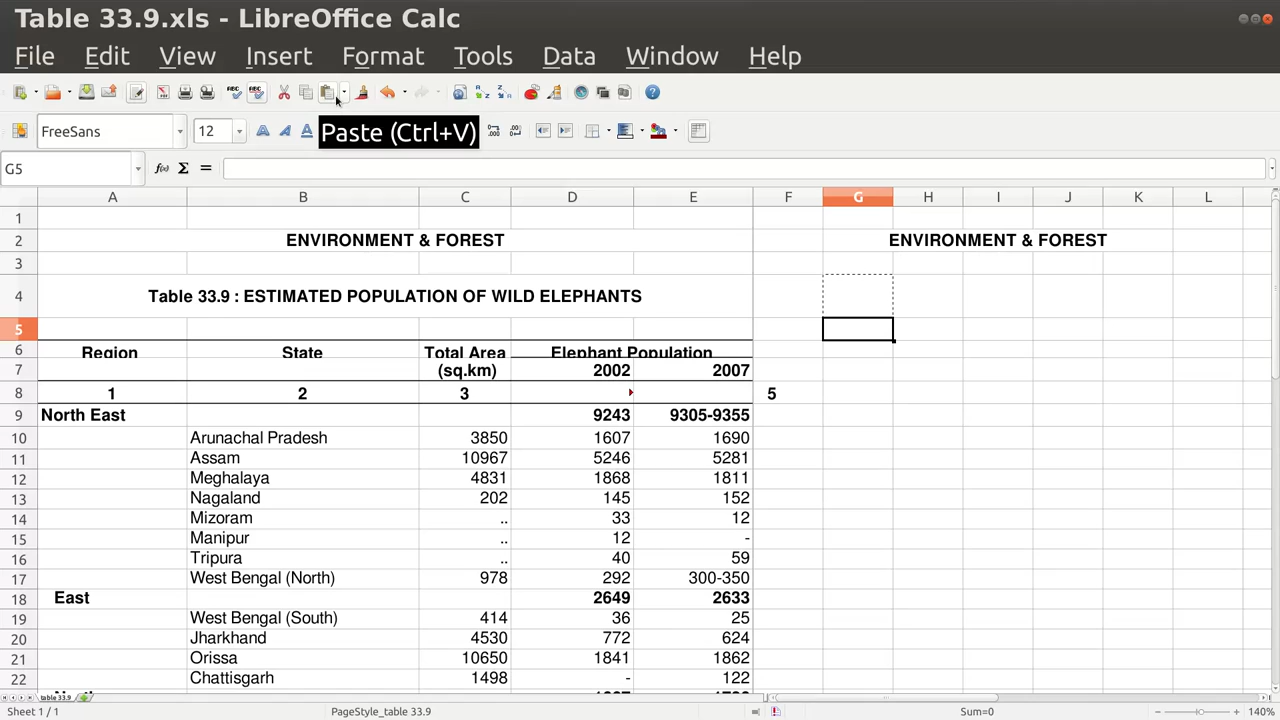 Table 33.9.xls - LibreOffice Calc
File Edit View Insert Format Tools Data Window Help
FreeSans 12 Paste (Ctrl+V)
G5
A B C D E F G H I J K L
1
2 ENVIRONMENT & FOREST ENVIRONMENT & FOREST
3
4 Table 33.9 : ESTIMATED POPULATION OF WILD ELEPHANTS
5
6 Region State Total Area Elephant Population
7 (sq.km) 2002 2007
8 1 2 3 5
9 North East 9243 9305-9355
10 Arunachal Pradesh 3850 1607 1690
11 Assam 10967 5246 5281
12 Meghalaya 4831 1868 1811
13 Nagaland 202 145 152
14 Mizoram .. 33 12
15 Manipur .. 12 -
16 Tripura .. 40 59
17 West Bengal (North) 978 292 300-350
18 East 2649 2633
19 West Bengal (South) 414 36 25
20 Jharkhand 4530 772 624
21 Orissa 10650 1841 1862
22 Chattisgarh 1498 - 122
table 33.9
Sheet 1 / 1 PageStyle_table 33.9 Sum=0 140%